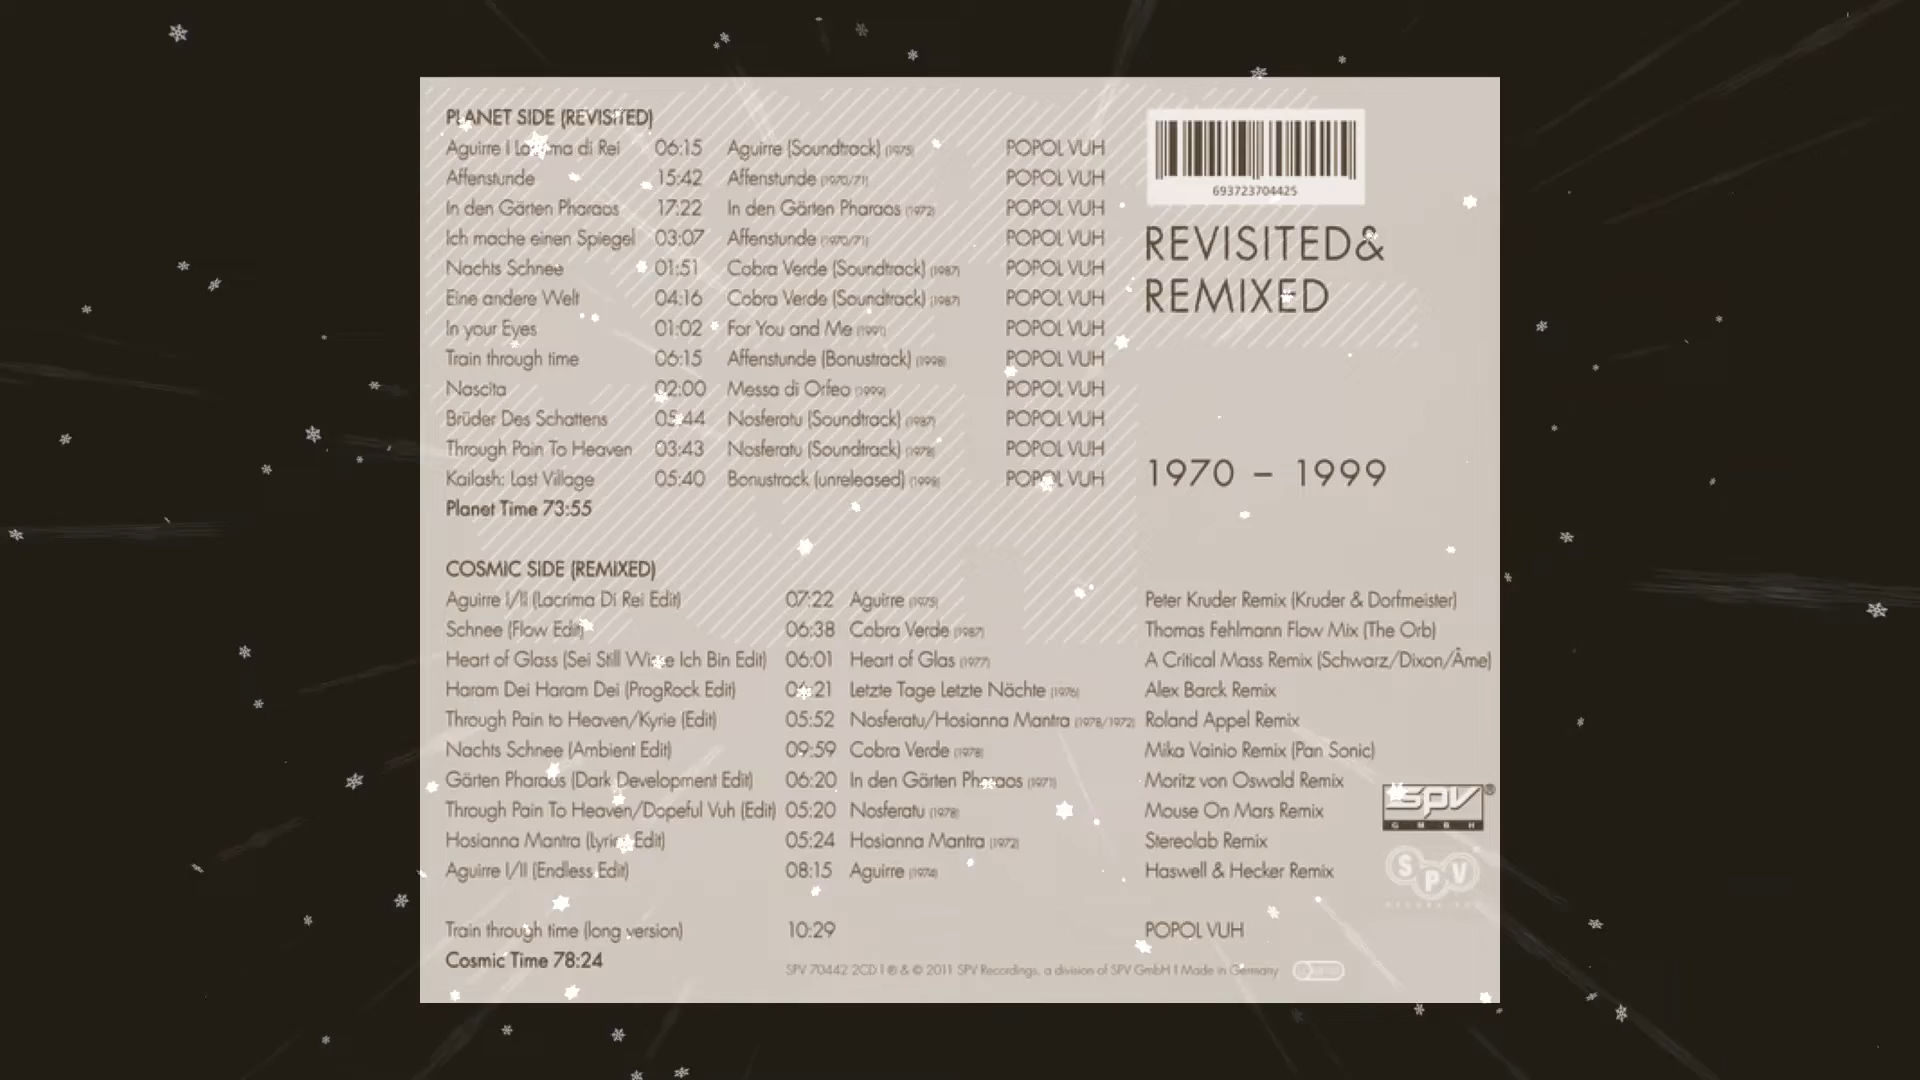 PLANET SIDE (REVISITED)
Aguirre I Lacrima di Rei 06:15 Aguirre (Soundtrack) (1975) POPOL VUH
Affenstunde 15:42 Affenstunde (1970/71) POPOL VUH
In den Gärten Pharaos 17:22 In den Gärten Pharaos (1972) POPOL VUH
Ich mache einen Spiegel 03:07 Affenstunde (1970/71) POPOL VUH
Nachts Schnee 01:51 Cobra Verde (Soundtrack) (1987) POPOL VUH
Eine andere Welt 04:16 Cobra Verde (Soundtrack) (1987) POPOL VUH
In your Eyes 01:02 For You and Me (1991) POPOL VUH
Train through time 06:15 Affenstunde (Bonustrack) (1998) POPOL VUH
Nascita 02:00 Messa di Orfeo (1999) POPOL VUH
Brüder Des Schattens 05:44 Nosferatu (Soundtrack) (1987) POPOL VUH
Through Pain To Heaven 03:43 Nosferatu (Soundtrack) (1978) POPOL VUH
Kailash: Last Village 05:40 Bonustrack (unreleased) (1998) POPOL VUH
Planet Time 73:55
693723704425
REVISITED&
REMIXED
1970 – 1999
COSMIC SIDE (REMIXED)
Aguirre I/II (Lacrima Di Rei Edit) 07:22 Aguirre (1975) Peter Kruder Remix (Kruder & Dorfmeister)
Schnee (Flow Edit) 06:38 Cobra Verde (1987) Thomas Fehlmann Flow Mix (The Orb)
Heart of Glass (Sei Still Wisse Ich Bin Edit) 06:01 Heart of Glas (1977) A Critical Mass Remix (Schwarz/Dixon/Âme)
Haram Dei Haram Dei (ProgRock Edit) 04:21 Letzte Tage Letzte Nächte (1976) Alex Barck Remix
Through Pain to Heaven/Kyrie (Edit) 05:52 Nosferatu/Hosianna Mantra (1978/1972) Roland Appel Remix
Nachts Schnee (Ambient Edit) 09:59 Cobra Verde (1978) Mika Vainio Remix (Pan Sonic)
Gärten Pharaos (Dark Development Edit) 06:20 In den Gärten Pharaos (1971) Moritz von Oswald Remix
Through Pain To Heaven/Dopeful Vuh (Edit) 05:20 Nosferatu (1978) Mouse On Mars Remix
Hosianna Mantra (Lyring Edit) 05:24 Hosianna Mantra (1972) Stereolab Remix
Aguirre I/II (Endless Edit) 08:15 Aguirre (1974) Haswell & Hecker Remix
Train through time (long version) 10:29 POPOL VUH
Cosmic Time 78:24
SPV 70442 2CD I ℗ & © 2011 SPV Recordings, a division of SPV GmbH I Made in Germany
SPV®
GMBH
SPV